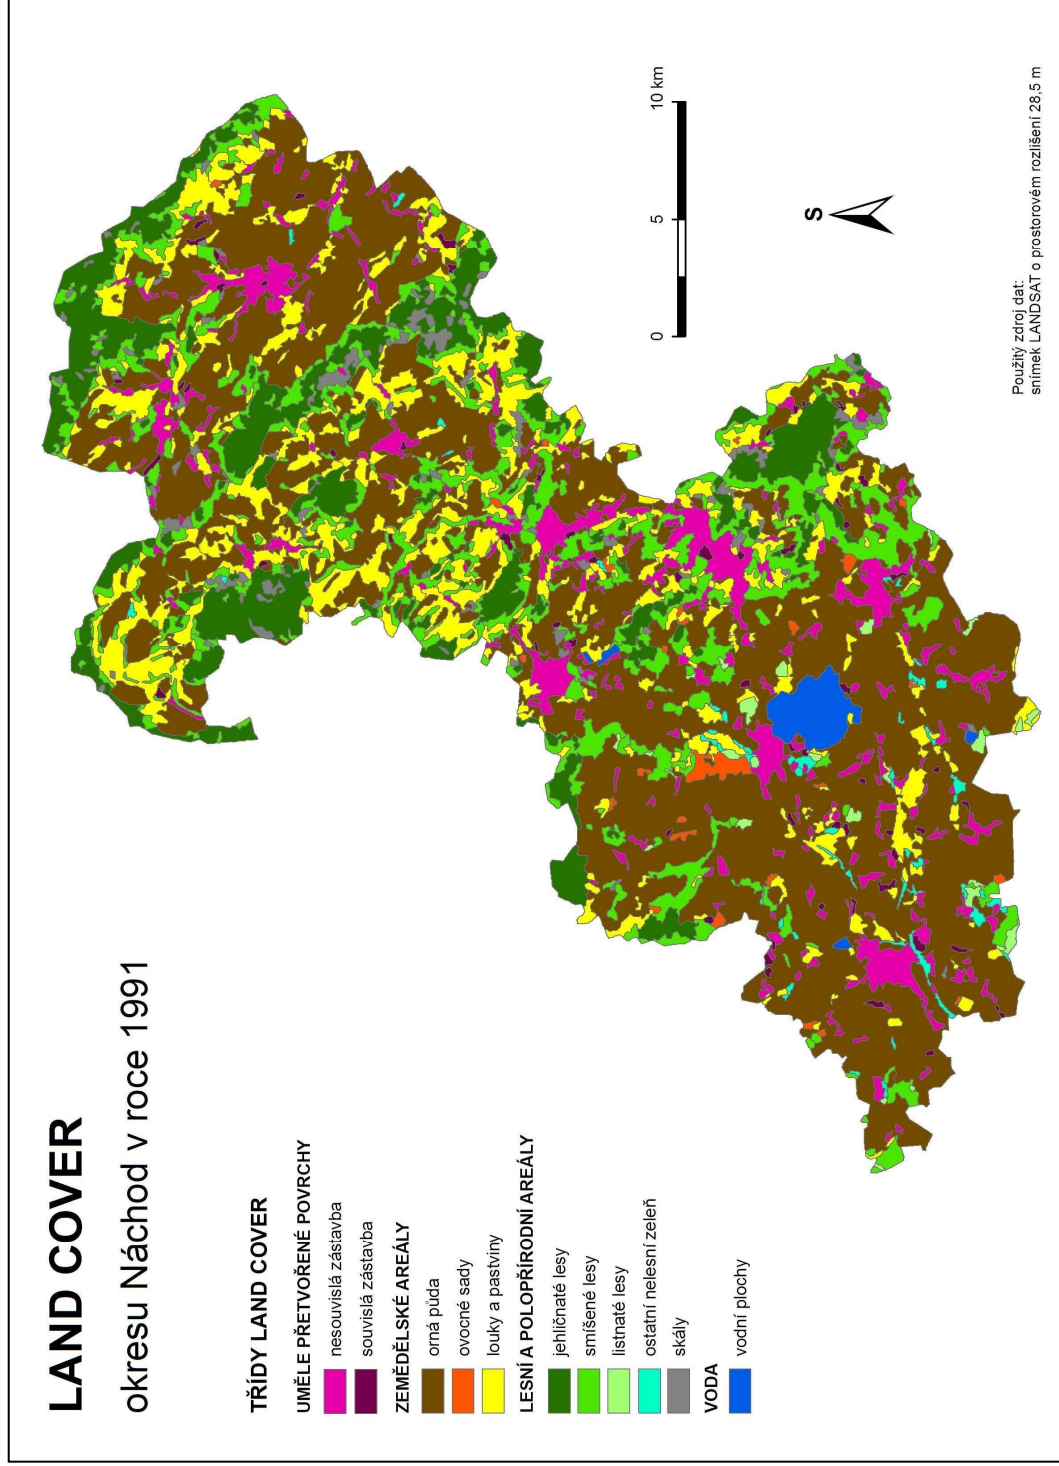 LAND COVER
okresu Náchod v roce 1991
TŘÍDY LAND COVER
UMĚLE PŘETVOŘENÉ POVRCHY
nesouvislá zástavba
souvislá zástavba
ZEMĚDĚLSKÉ AREÁLY
orná půda
ovocné sady
louky a pastviny
LESNÍ A POLOPŘÍRODNÍ AREÁLY
jehličnaté lesy
smíšené lesy
listnaté lesy
ostatní nelesní zeleň
skály
VODA
vodní plochy
0 5 10 km
S
Použitý zdroj dat:
snímek LANDSAT o prostorovém rozlišení 28,5 m